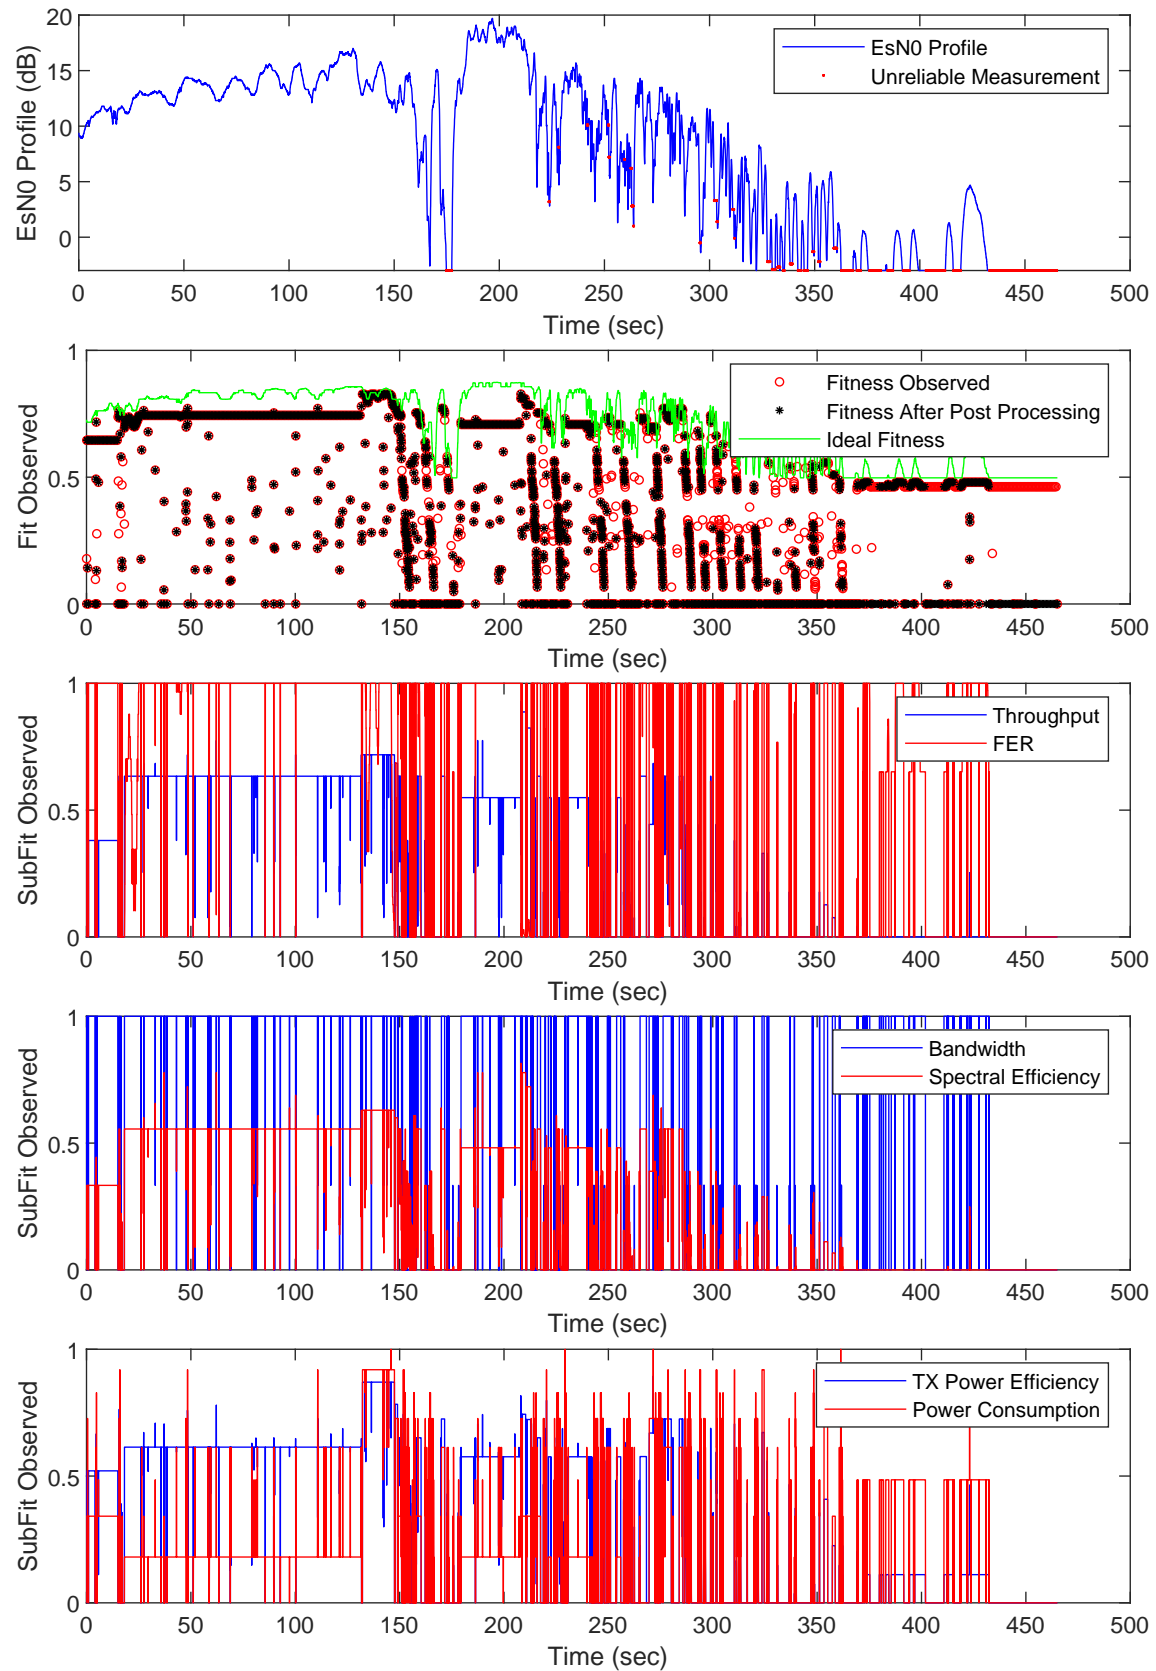 20
15
10
5
0
EsN0 Profile (dB)
EsN0 Profile
Unreliable Measurement
0 50 100 150 200 250 300 350 400 450 500
Time (sec)
1
0.5
0
Fit Observed
Fitness Observed
Fitness After Post Processing
Ideal Fitness
0 50 100 150 200 250 300 350 400 450 500
Time (sec)
1
0.5
0
SubFit Observed
Throughput
FER
0 50 100 150 200 250 300 350 400 450 500
Time (sec)
1
0.5
0
SubFit Observed
Bandwidth
Spectral Efficiency
0 50 100 150 200 250 300 350 400 450 500
Time (sec)
1
0.5
0
SubFit Observed
TX Power Efficiency
Power Consumption
0 50 100 150 200 250 300 350 400 450 500
Time (sec)